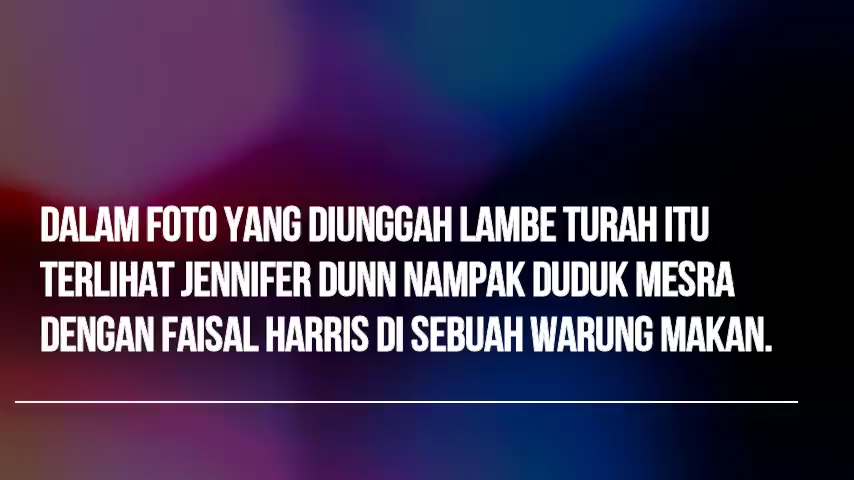 DALAM FOTO YANG DIUNGGAH LAMBE TURAH ITU
TERLIHAT JENNIFER DUNN NAMPAK DUDUK MESRA
DENGAN FAISAL HARRIS DI SEBUAH WARUNG MAKAN.